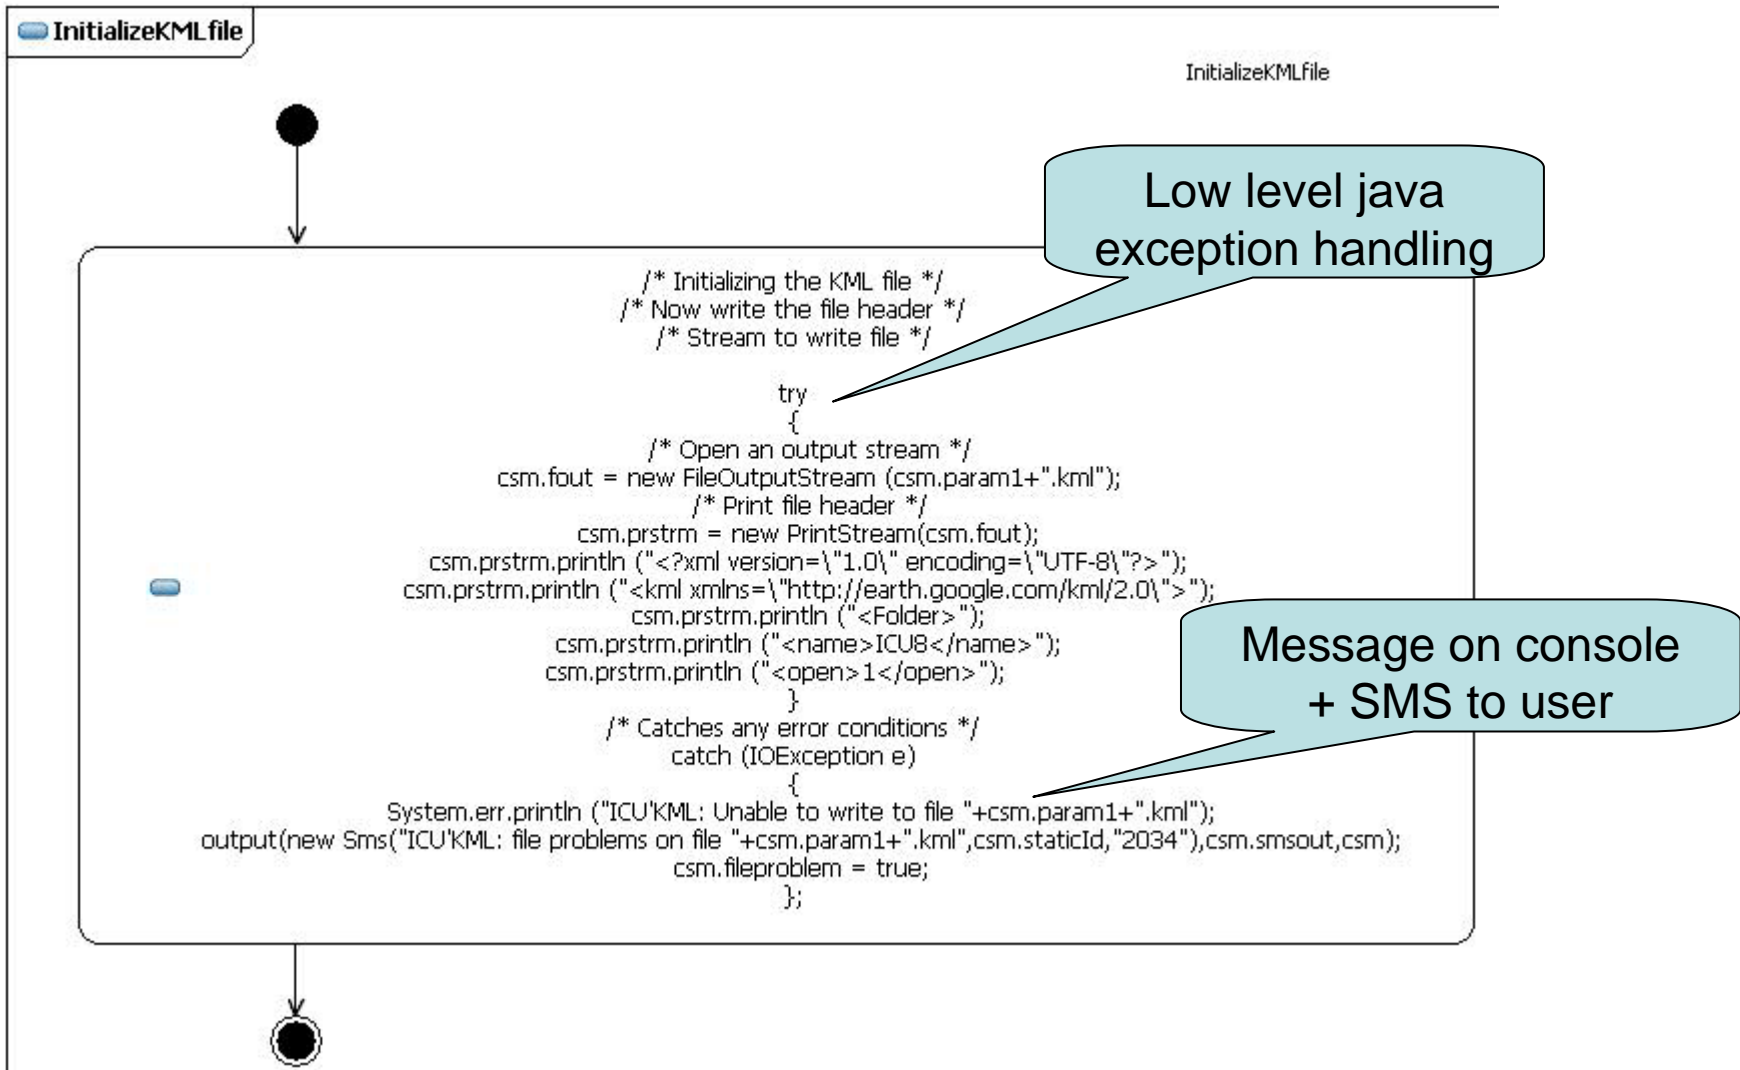 InitializeKMLfile
InitializeKMLfile
Low level java
exception handling
/* Initializing the KML file */
/* Now write the file header */
/* Stream to write file */
try
{
/* Open an output stream */
csm.fout = new FileOutputStream (csm.param1+".kml");
/* Print file header */
csm.prstrm = new PrintStream(csm.fout);
csm.prstrm.println ("<?xml version=\"1.0\" encoding=\"UTF-8\"?>");
csm.prstrm.println ("<kml xmlns=\"http://earth.google.com/kml/2.0\">");
csm.prstrm.println ("<Folder>");
csm.prstrm.println ("<name>ICU8</name>");
csm.prstrm.println ("<open>1</open>");
}
/* Catches any error conditions */
catch (IOException e)
{
Message on console
+ SMS to user
System.err.println ("ICU'KML: Unable to write to file "+csm.param1+".kml");
output(new Sms("ICU'KML: file problems on file "+csm.param1+".kml",csm.staticId,"2034"),csm.smsout,csm);
csm.fileproblem = true;
};